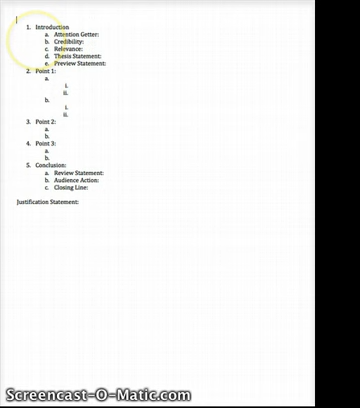 1. Introduction
a. Attention Getter:
b. Credibility:
c. Relevance:
d. Thesis Statement:
e. Preview Statement:
2. Point 1:
a.
i.
ii.
b.
i.
ii.
3. Point 2:
a.
b.
4. Point 3:
a.
b.
5. Conclusion:
a. Review Statement:
b. Audience Action:
c. Closing Line:
Justification Statement:
Screencast-O-Matic.com